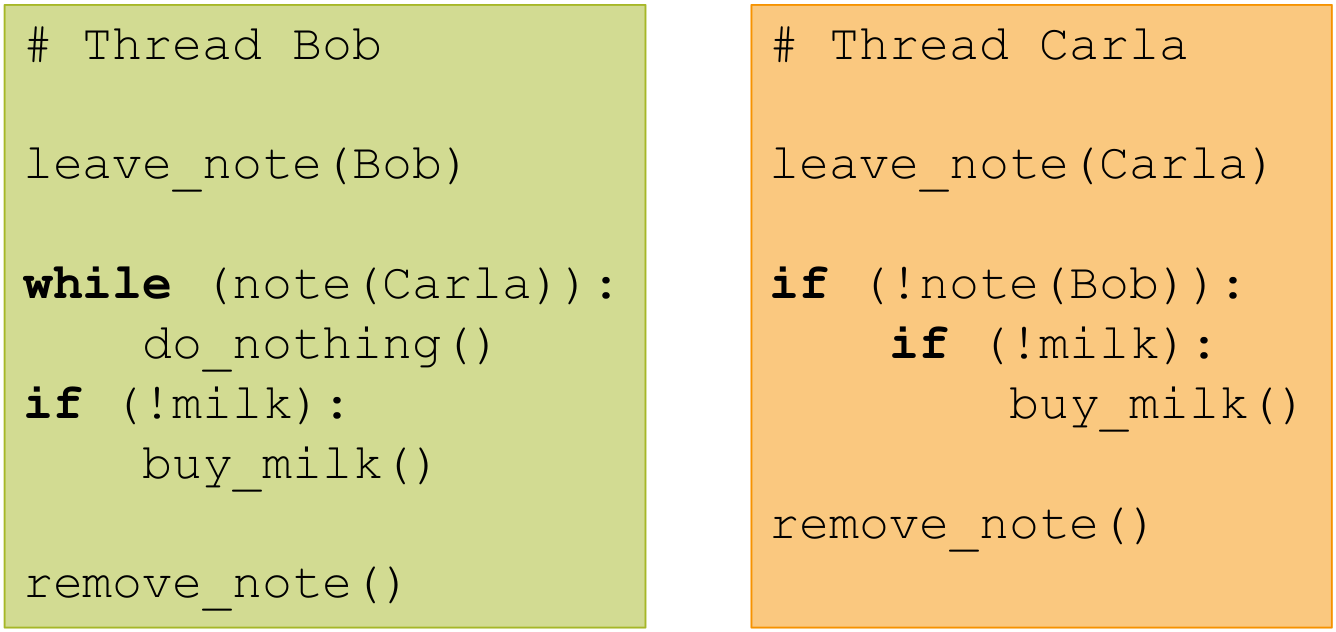 # Thread Bob
leave_note(Bob)
while (note(Carla)):
    do_nothing()
if (!milk):
    buy_milk()
remove_note()
# Thread Carla
leave_note(Carla)
if (!note(Bob)):
    if (!milk):
        buy_milk()
remove_note()